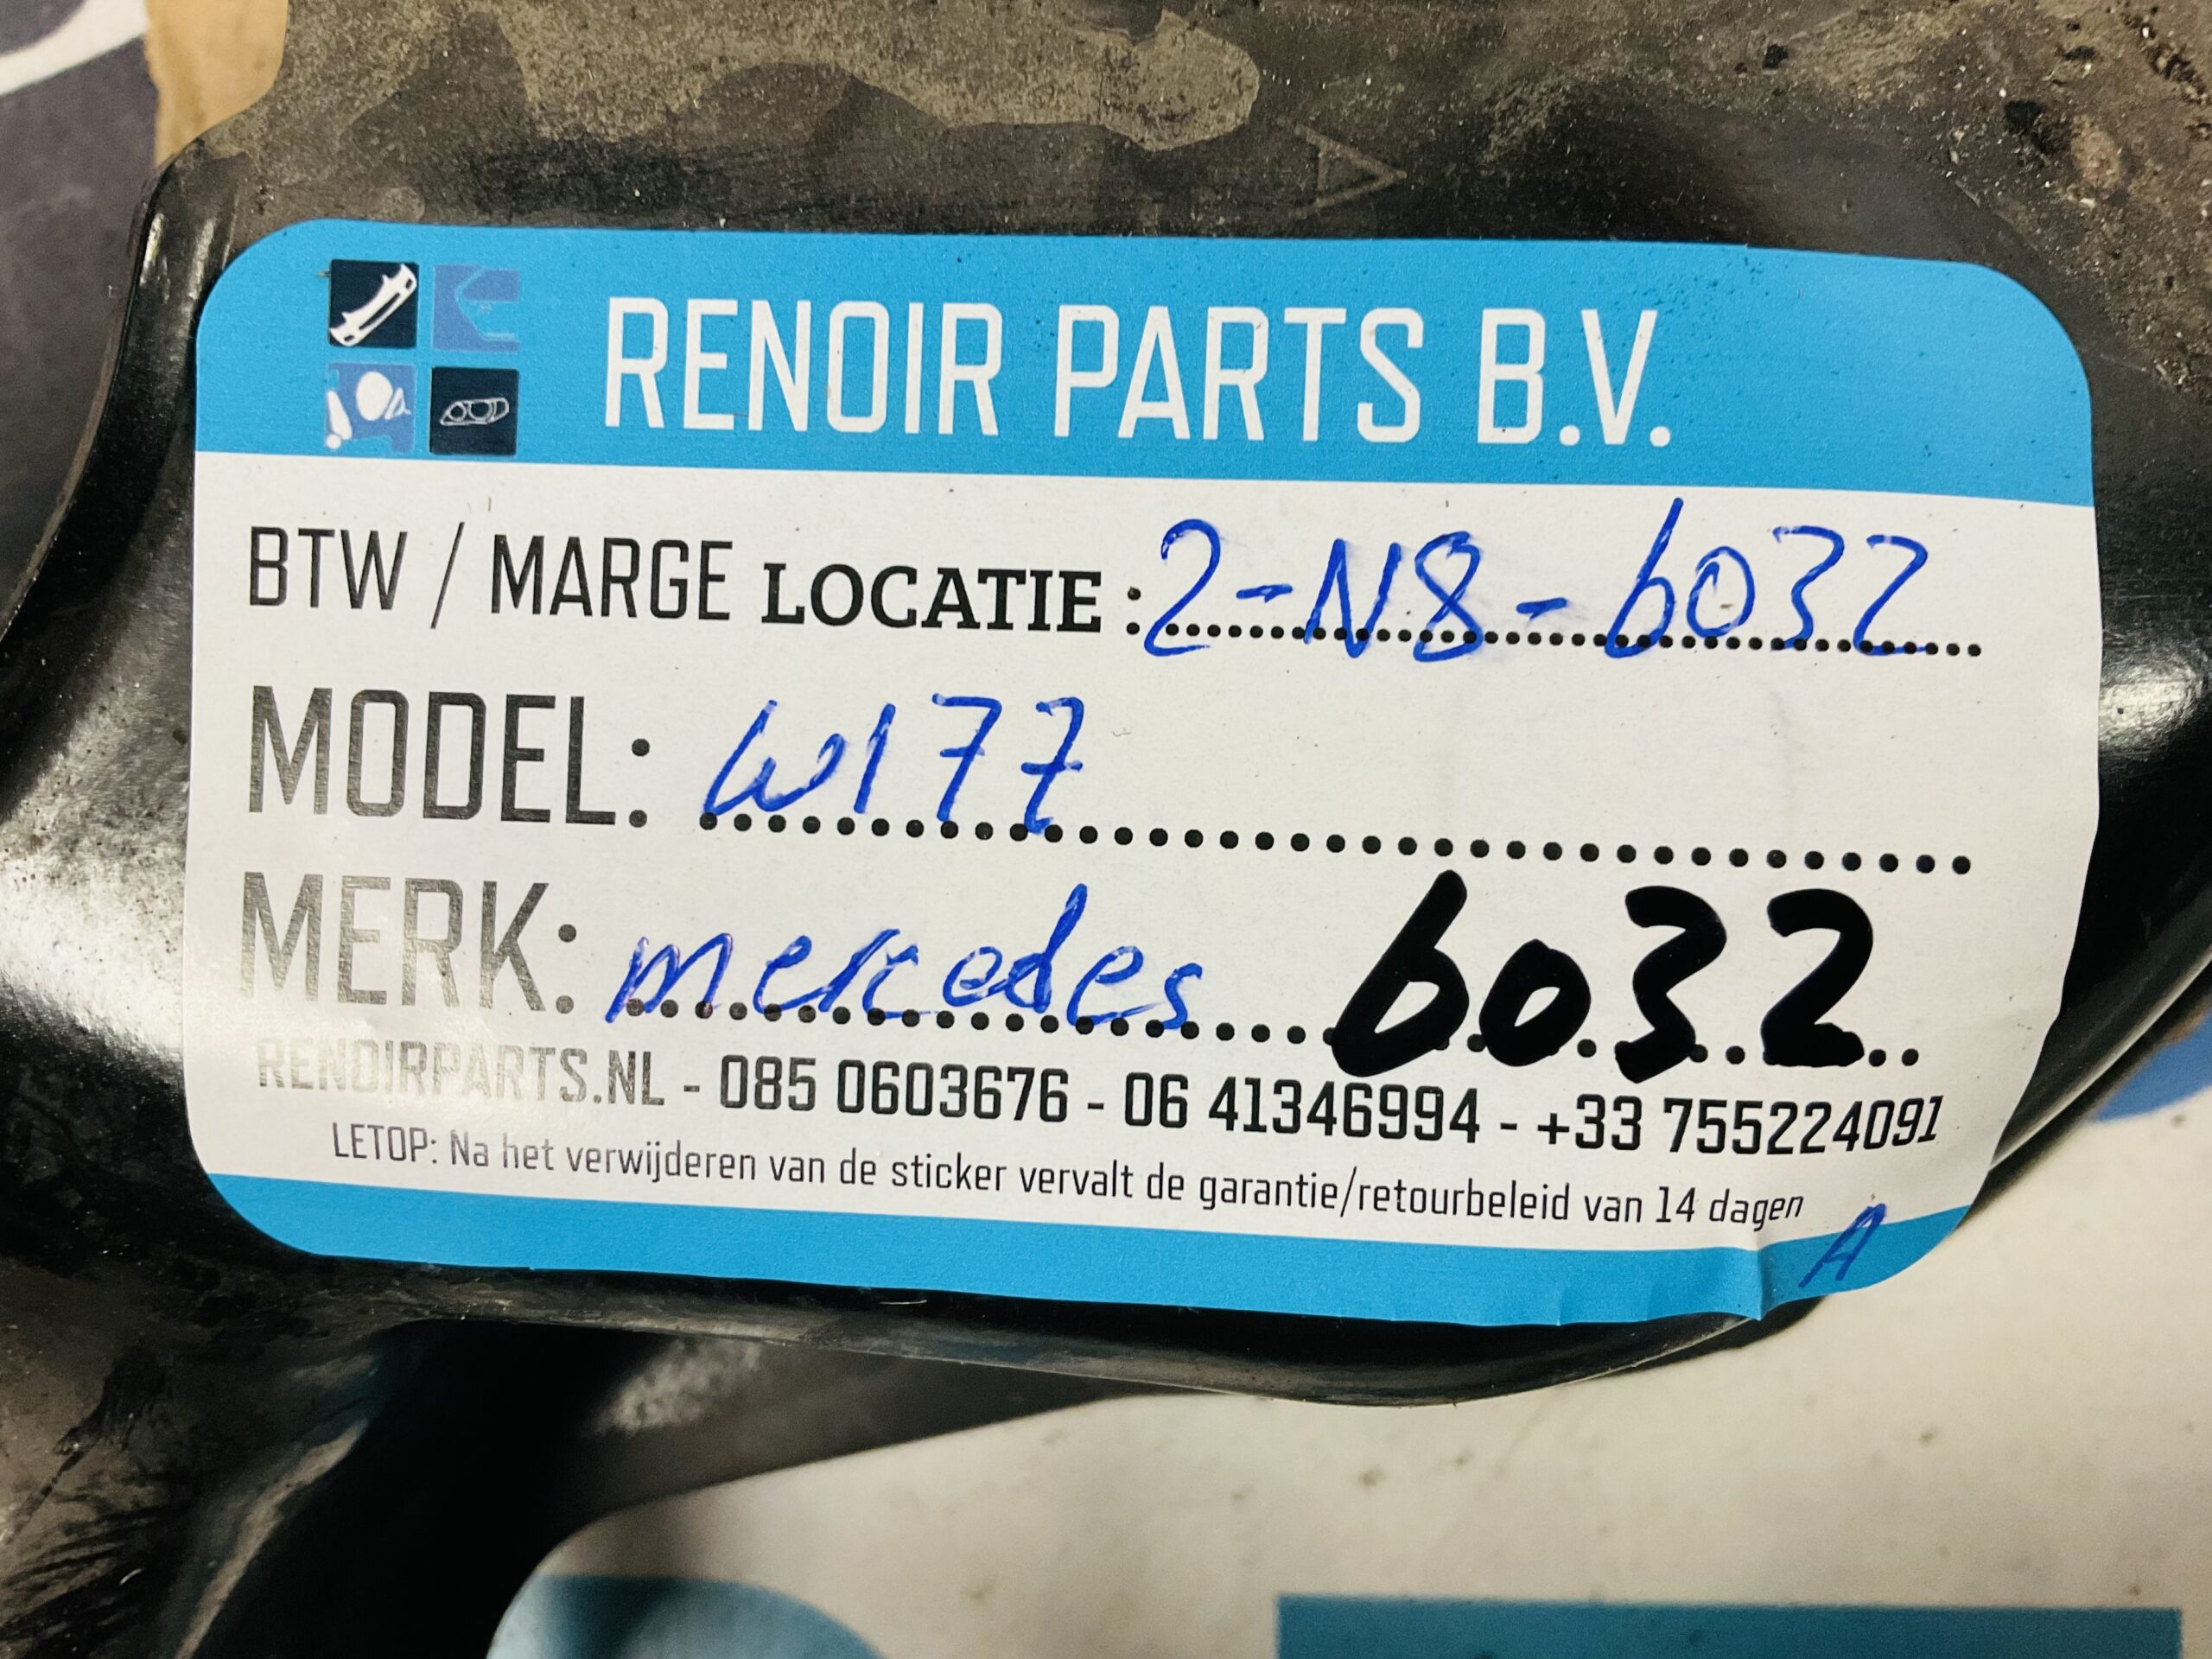 RENOIR PARTS B.V.
BTW / MARGE LOCATIE : 2-N8-6032
MODEL: W177
MERK: mercedes 6032
RENOIRPARTS.NL - 085 0603676 - 06 41346994 - +33 755224091
LETOP: Na het verwijderen van de sticker vervalt de garantie/retourbeleid van 14 dagen
A